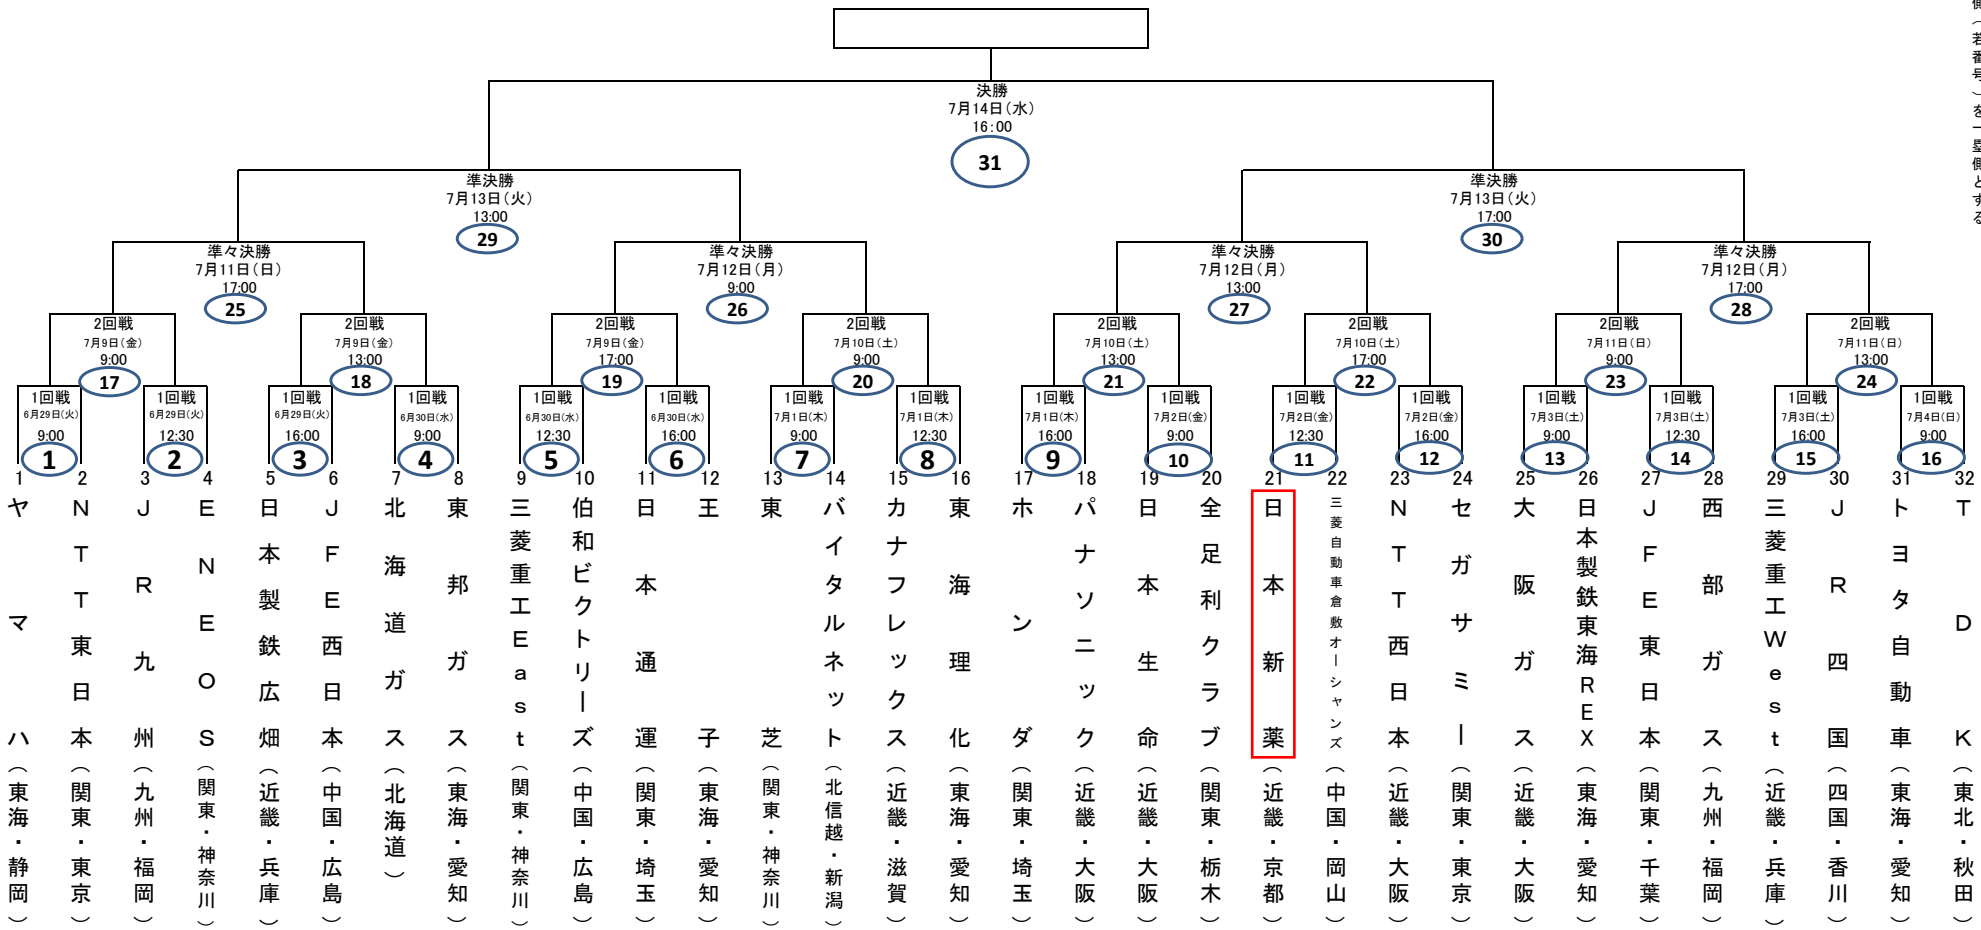 側(若番号)を一塁側とする
決勝
7月14日(水)
16:00
31
準決勝
7月13日(火)
13:00
29
準決勝
7月13日(火)
17:00
30
準々決勝
7月11日(日)
17:00
25
準々決勝
7月12日(月)
9:00
26
準々決勝
7月12日(月)
13:00
27
準々決勝
7月12日(月)
17:00
28
2回戦
7月9日(金)
9:00
17
2回戦
7月9日(金)
13:00
18
2回戦
7月9日(金)
17:00
19
2回戦
7月10日(土)
9:00
20
2回戦
7月10日(土)
13:00
21
2回戦
7月10日(土)
17:00
22
2回戦
7月11日(日)
9:00
23
2回戦
7月11日(日)
13:00
24
1回戦
6月29日(火)
9:00
1
1回戦
6月29日(火)
12:30
2
1回戦
6月29日(火)
16:00
3
1回戦
6月30日(水)
9:00
4
1回戦
6月30日(水)
12:30
5
1回戦
6月30日(水)
16:00
6
1回戦
7月1日(木)
9:00
7
1回戦
7月1日(木)
12:30
8
1回戦
7月1日(木)
16:00
9
1回戦
7月2日(金)
9:00
10
1回戦
7月2日(金)
12:30
11
1回戦
7月2日(金)
16:00
12
1回戦
7月3日(土)
9:00
13
1回戦
7月3日(土)
12:30
14
1回戦
7月3日(土)
16:00
15
1回戦
7月4日(日)
9:00
16
1
ヤマハ(東海・静岡)
2
NTT東日本(関東・東京)
3
JR九州(九州・福岡)
4
ENEOS(関東・神奈川)
5
日本製鉄広畑(近畿・兵庫)
6
JFE西日本(中国・広島)
7
北海道ガス(北海道)
8
東邦ガス(東海・愛知)
9
三菱重工East(関東・神奈川)
10
伯和ビクトリーズ(中国・広島)
11
日本通運(関東・埼玉)
12
王子(東海・愛知)
13
東芝(関東・神奈川)
14
バイタルネット(北信越・新潟)
15
カナフレックス(近畿・滋賀)
16
東海理化(東海・愛知)
17
ホンダ(関東・埼玉)
18
パナソニック(近畿・大阪)
19
日本生命(近畿・大阪)
20
全足利クラブ(関東・栃木)
21
日本新薬(近畿・京都)
22
三菱自動車倉敷オーシャンズ(中国・岡山)
23
NTT西日本(近畿・大阪)
24
セガサミー(関東・東京)
25
大阪ガス(近畿・大阪)
26
日本製鉄東海REX(東海・愛知)
27
JFE東日本(関東・千葉)
28
西部ガス(九州・福岡)
29
三菱重工West(近畿・兵庫)
30
JR四国(四国・香川)
31
トヨタ自動車(東海・愛知)
32
TDK(東北・秋田)